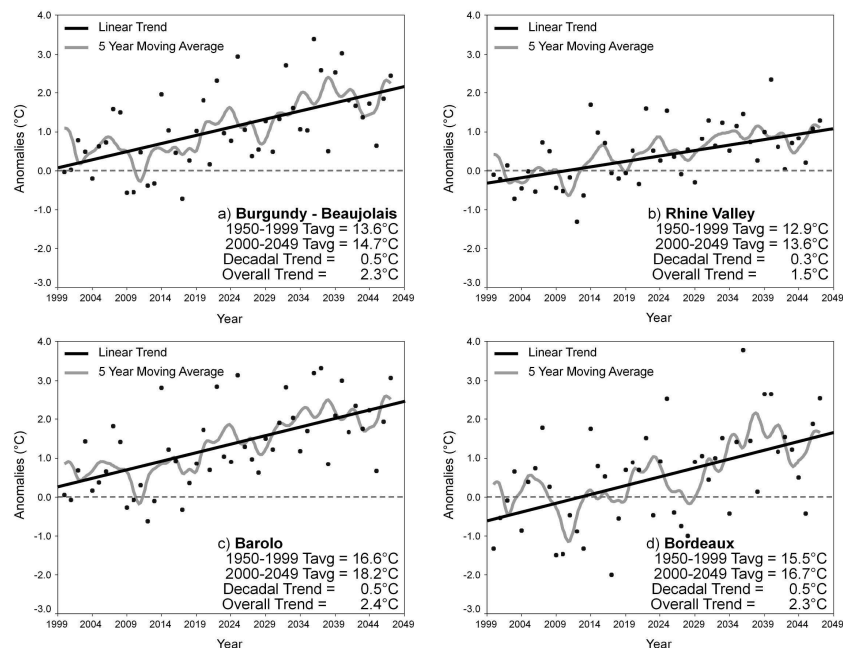 Linear Trend
5 Year Moving Average
4.0
3.0
2.0
1.0
0.0
-1.0
-2.0
-3.0
Anomalies (°C)
a) Burgundy - Beaujolais
1950-1999 Tavg = 13.6°C
2000-2049 Tavg = 14.7°C
Decadal Trend = 0.5°C
Overall Trend = 2.3°C
1999 2004 2009 2014 2019 2024 2029 2034 2039 2044 2049
Year
Linear Trend
5 Year Moving Average
4.0
3.0
2.0
1.0
0.0
-1.0
-2.0
-3.0
Anomalies (°C)
b) Rhine Valley
1950-1999 Tavg = 12.9°C
2000-2049 Tavg = 13.6°C
Decadal Trend = 0.3°C
Overall Trend = 1.5°C
1999 2004 2009 2014 2019 2024 2029 2034 2039 2044 2049
Year
Linear Trend
5 Year Moving Average
4.0
3.0
2.0
1.0
0.0
-1.0
-2.0
-3.0
Anomalies (°C)
c) Barolo
1950-1999 Tavg = 16.6°C
2000-2049 Tavg = 18.2°C
Decadal Trend = 0.5°C
Overall Trend = 2.4°C
1999 2004 2009 2014 2019 2024 2029 2034 2039 2044 2049
Year
Linear Trend
5 Year Moving Average
4.0
3.0
2.0
1.0
0.0
-1.0
-2.0
-3.0
Anomalies (°C)
d) Bordeaux
1950-1999 Tavg = 15.5°C
2000-2049 Tavg = 16.7°C
Decadal Trend = 0.5°C
Overall Trend = 2.3°C
1999 2004 2009 2014 2019 2024 2029 2034 2039 2044 2049
Year